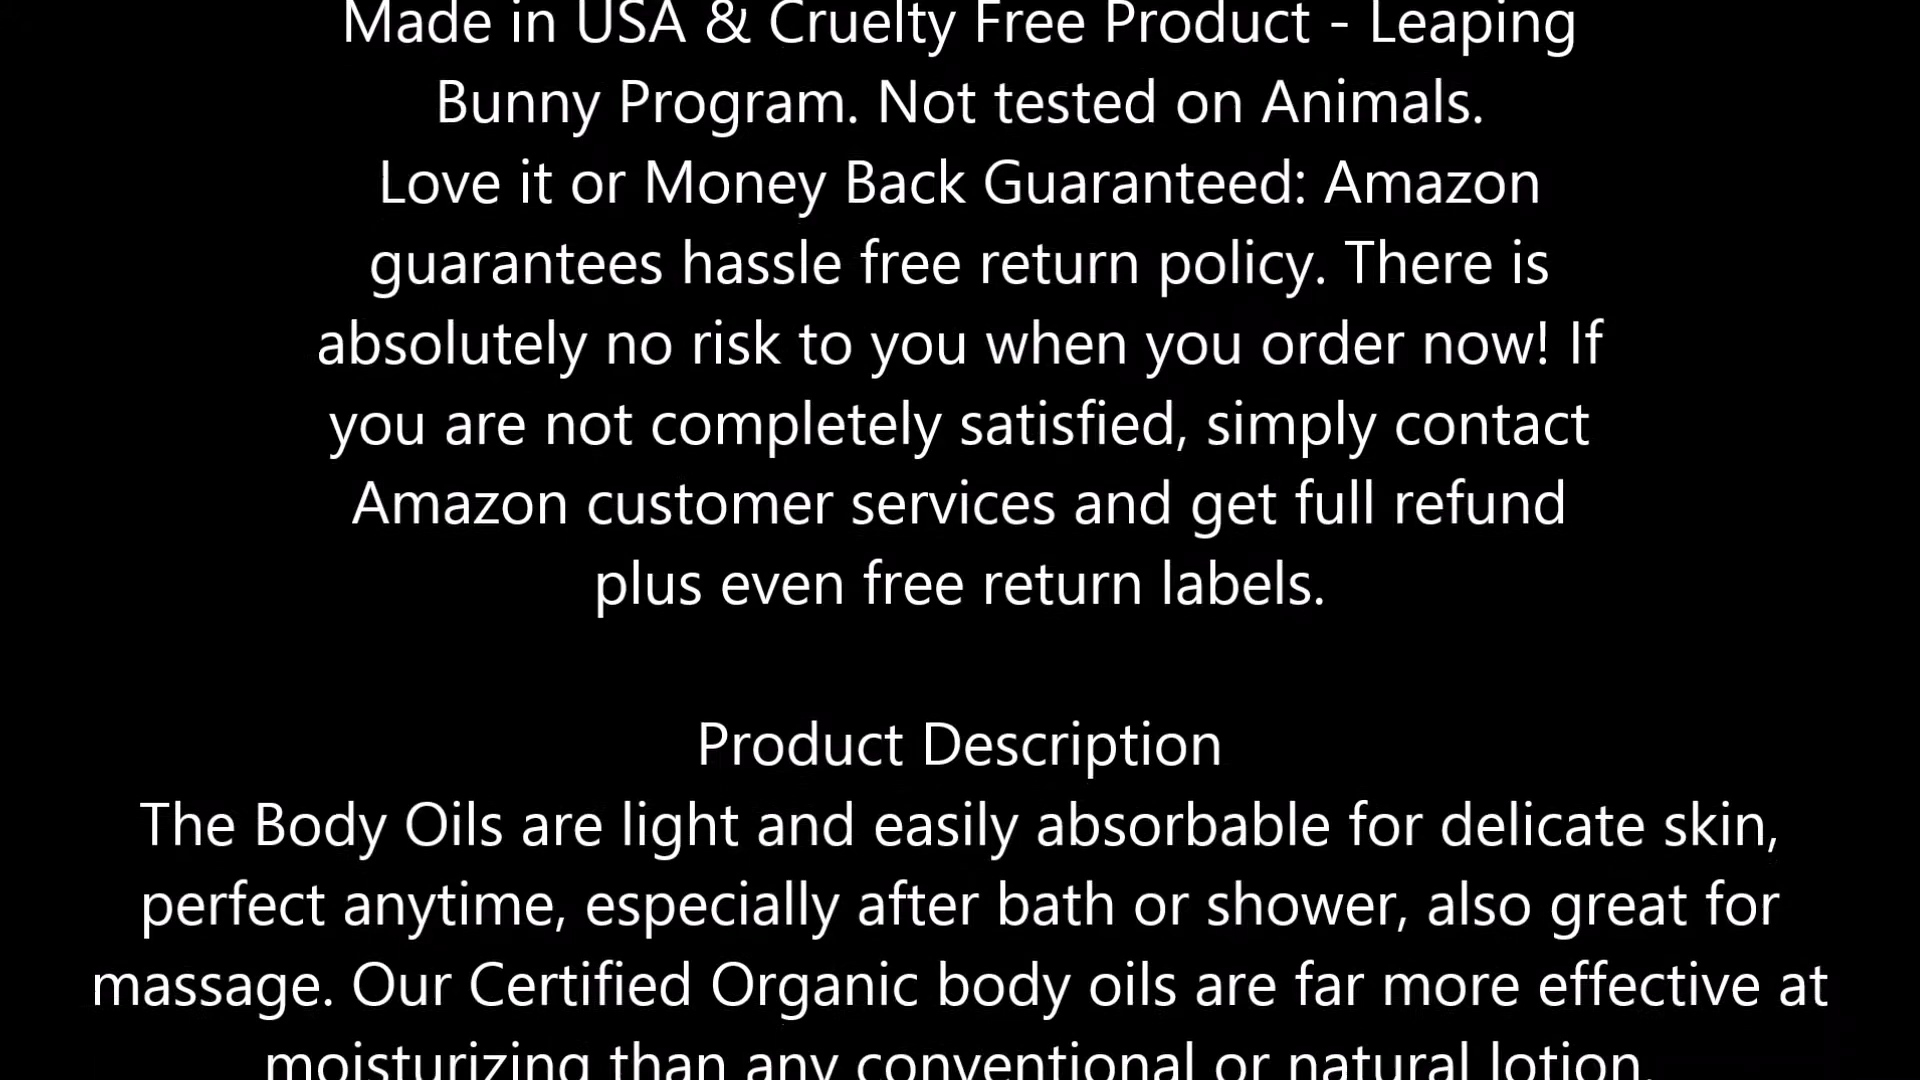 Made in USA & Cruelty Free Product - Leaping
Bunny Program. Not tested on Animals.
Love it or Money Back Guaranteed: Amazon
guarantees hassle free return policy. There is
absolutely no risk to you when you order now! If
you are not completely satisfied, simply contact
Amazon customer services and get full refund
plus even free return labels.
Product Description
The Body Oils are light and easily absorbable for delicate skin,
perfect anytime, especially after bath or shower, also great for
massage. Our Certified Organic body oils are far more effective at
moisturizing than any conventional or natural lotion.